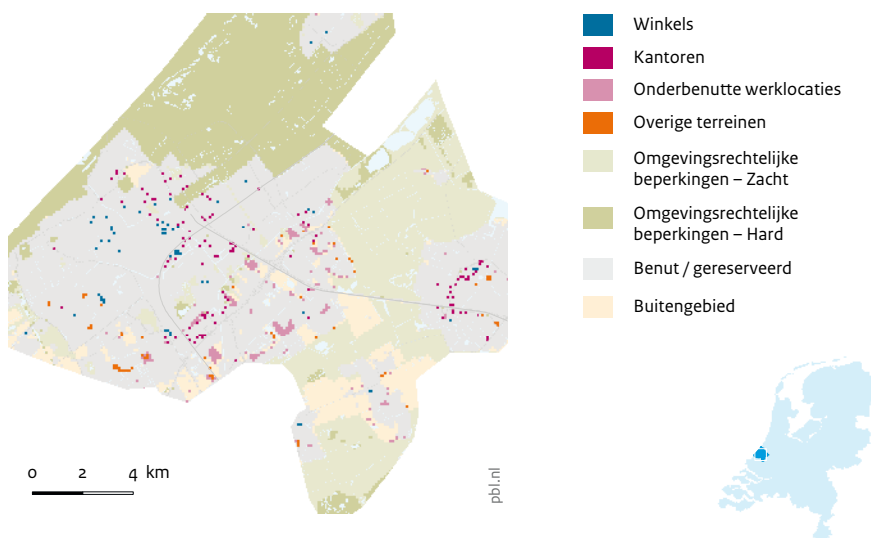 Winkels
Kantoren
Onderbenutte werklocaties
Overige terreinen
Omgevingsrechtelijke
beperkingen – Zacht
Omgevingsrechtelijke
beperkingen – Hard
Benut / gereserveerd
Buitengebied
0 2 4 km
pbl.nl